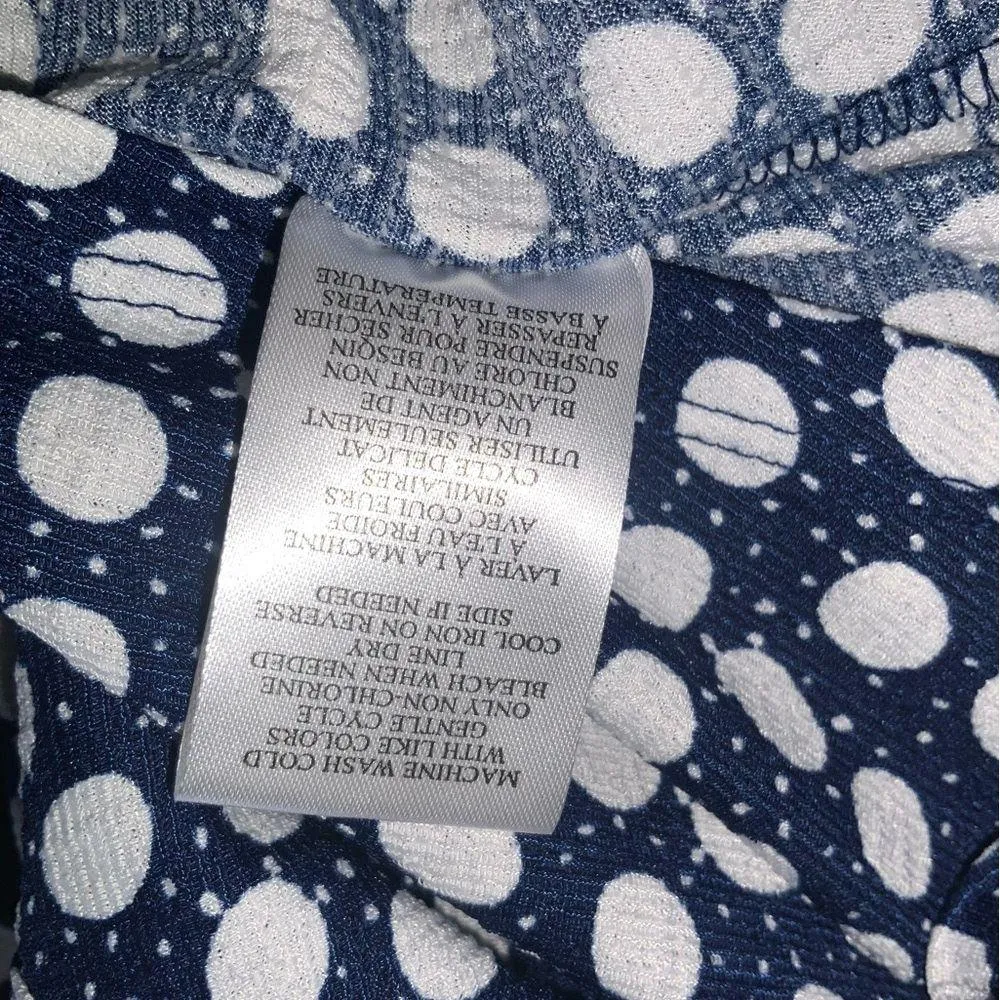 MACHINE WASH COLD
WITH LIKE COLORS
GENTLE CYCLE
ONLY NON-CHLORINE
BLEACH WHEN NEEDED
LINE DRY
COOL IRON ON REVERSE
SIDE IF NEEDED
LAVER À LA MACHINE
A L'EAU FROIDE
AVEC COULEURS
SIMILAIRES
CYCLE DELICAT
UTILISER SEULEMENT
UN AGENT DE
BLANCHIMENT NON
CHLORE AU BESQIN
SUSPENDRE POUR SECHER
REPASSER À L'ENVERS
À BASSE TEMPÉRATURE